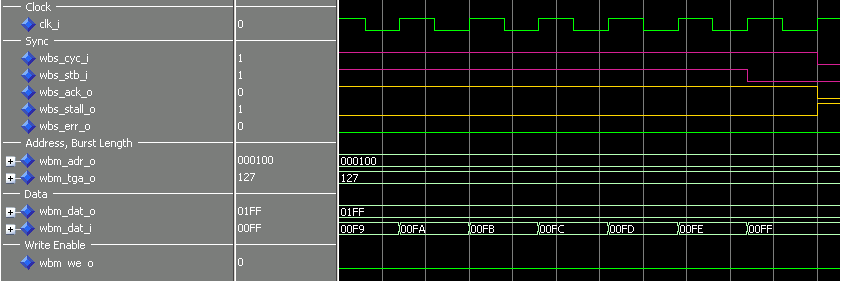 Clock
clk_i 0
Sync
wbs_cyc_i 1
wbs_stb_i 1
wbs_ack_o 0
wbs_stall_o 1
wbs_err_o 0
Address, Burst Length
wbm_adr_o 000100 000100
wbm_tga_o 127 127
Data
wbm_dat_o 01FF 01FF
wbm_dat_i 00FF 00F9 00FA 00FB 00FC 00FD 00FE 00FF
Write Enable
wbm_we_o 0